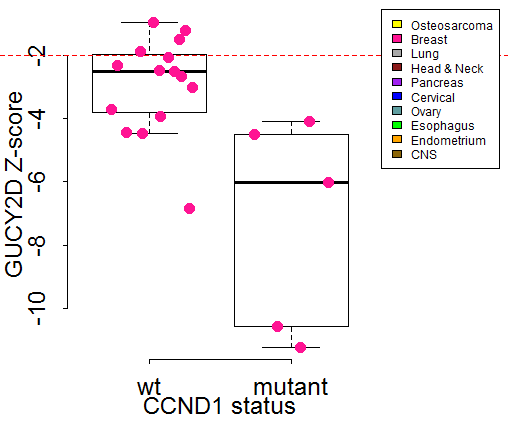 GUCY2D Z-score
-2
-4
-6
-8
-10
wt mutant
CCND1 status
Osteosarcoma
Breast
Lung
Head & Neck
Pancreas
Cervical
Ovary
Esophagus
Endometrium
CNS